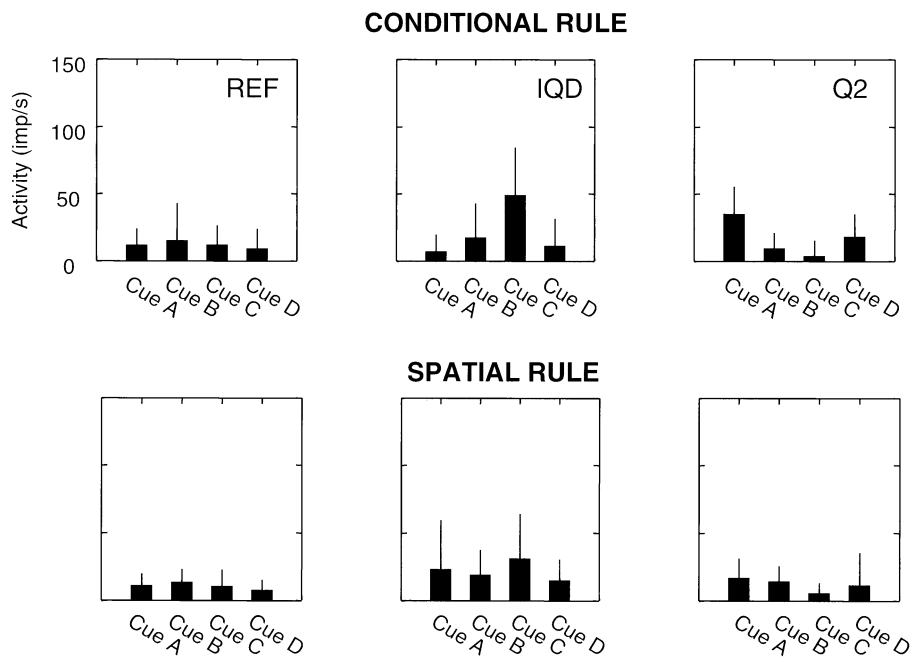 CONDITIONAL RULE
150
100
50
0
Activity (imp/s)
REF
IQD
Q2
Cue A
Cue B
Cue C
Cue D
Cue A
Cue B
Cue C
Cue D
Cue A
Cue B
Cue C
Cue D
SPATIAL RULE
Cue A
Cue B
Cue C
Cue D
Cue A
Cue B
Cue C
Cue D
Cue A
Cue B
Cue C
Cue D